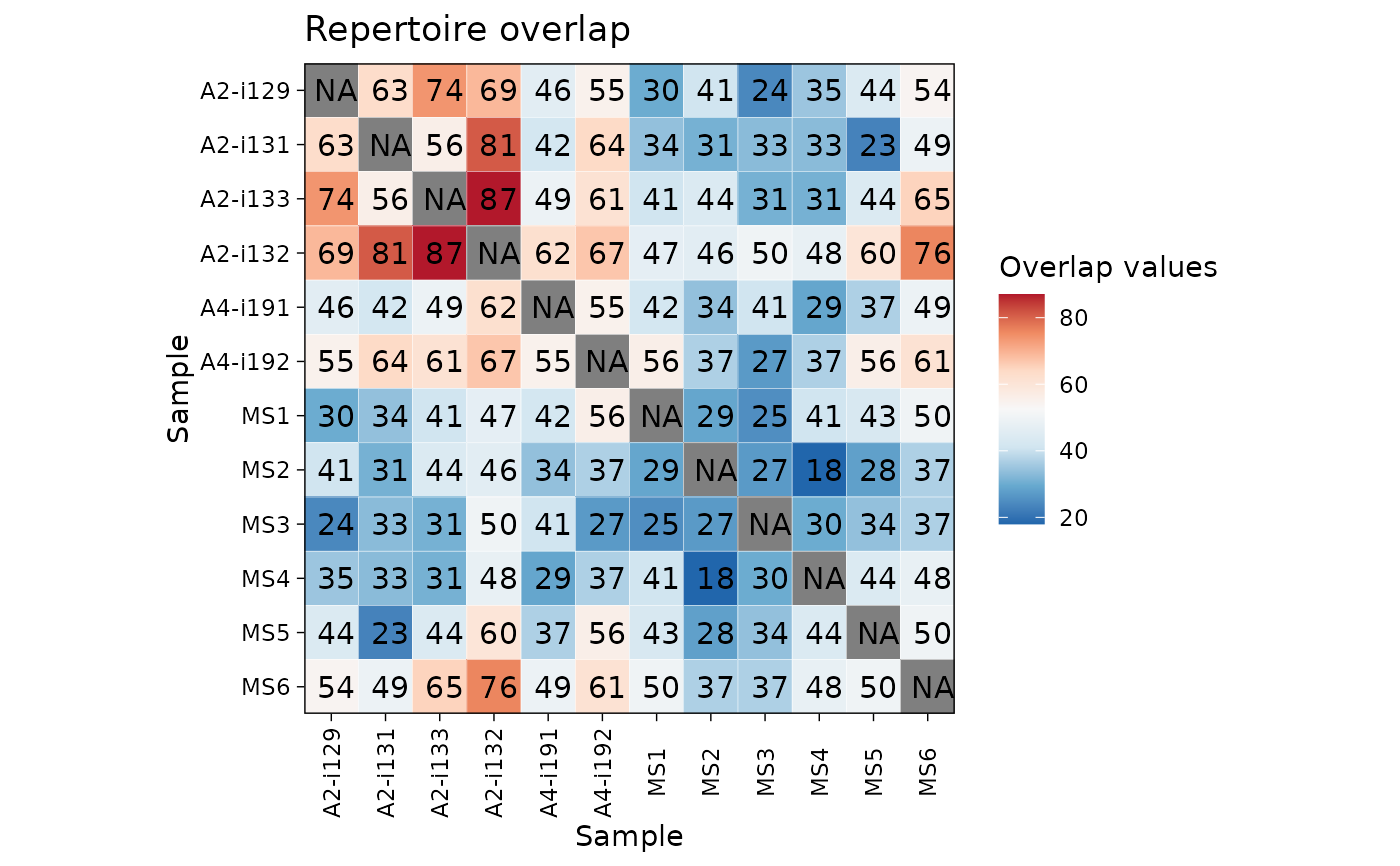 Repertoire overlap
A2-i129 NA 63 74 69 46 55 30 41 24 35 44 54
A2-i131 63 NA 56 81 42 64 34 31 33 33 23 49
A2-i133 74 56 NA 87 49 61 41 44 31 31 44 65
A2-i132 69 81 87 NA 62 67 47 46 50 48 60 76
A4-i191 46 42 49 62 NA 55 42 34 41 29 37 49
A4-i192 55 64 61 67 55 NA 56 37 27 37 56 61
MS1 30 34 41 47 42 56 NA 29 25 41 43 50
MS2 41 31 44 46 34 37 29 NA 27 18 28 37
MS3 24 33 31 50 41 27 25 27 NA 30 34 37
MS4 35 33 31 48 29 37 41 18 30 NA 44 48
MS5 44 23 44 60 37 56 43 28 34 44 NA 50
MS6 54 49 65 76 49 61 50 37 37 48 50 NA
A2-i129 A2-i131 A2-i133 A2-i132 A4-i191 A4-i192 MS1 MS2 MS3 MS4 MS5 MS6
Sample
Sample
Overlap values
80
60
40
20